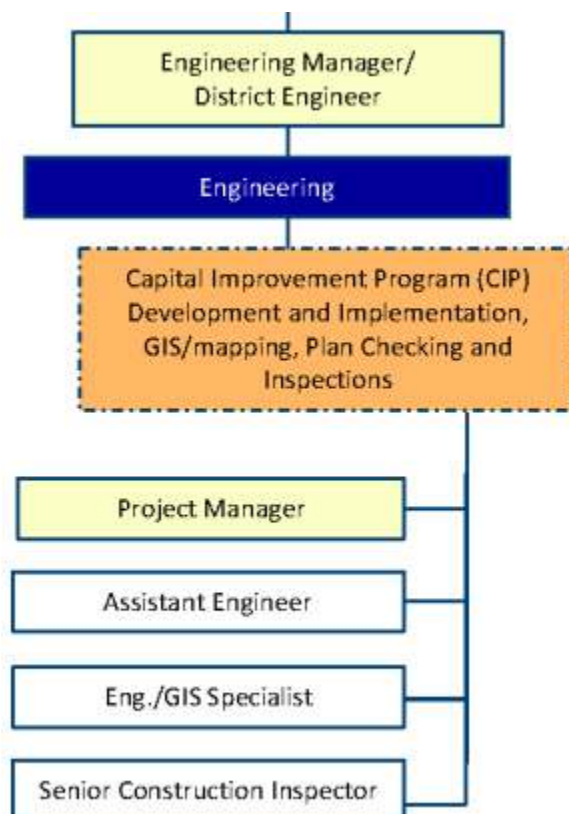 Engineering Manager/
District Engineer
Engineering
Capital Improvement Program (CIP)
Development and Implementation,
GIS/mapping, Plan Checking and
Inspections
Project Manager
Assistant Engineer
Eng./GIS Specialist
Senior Construction Inspector